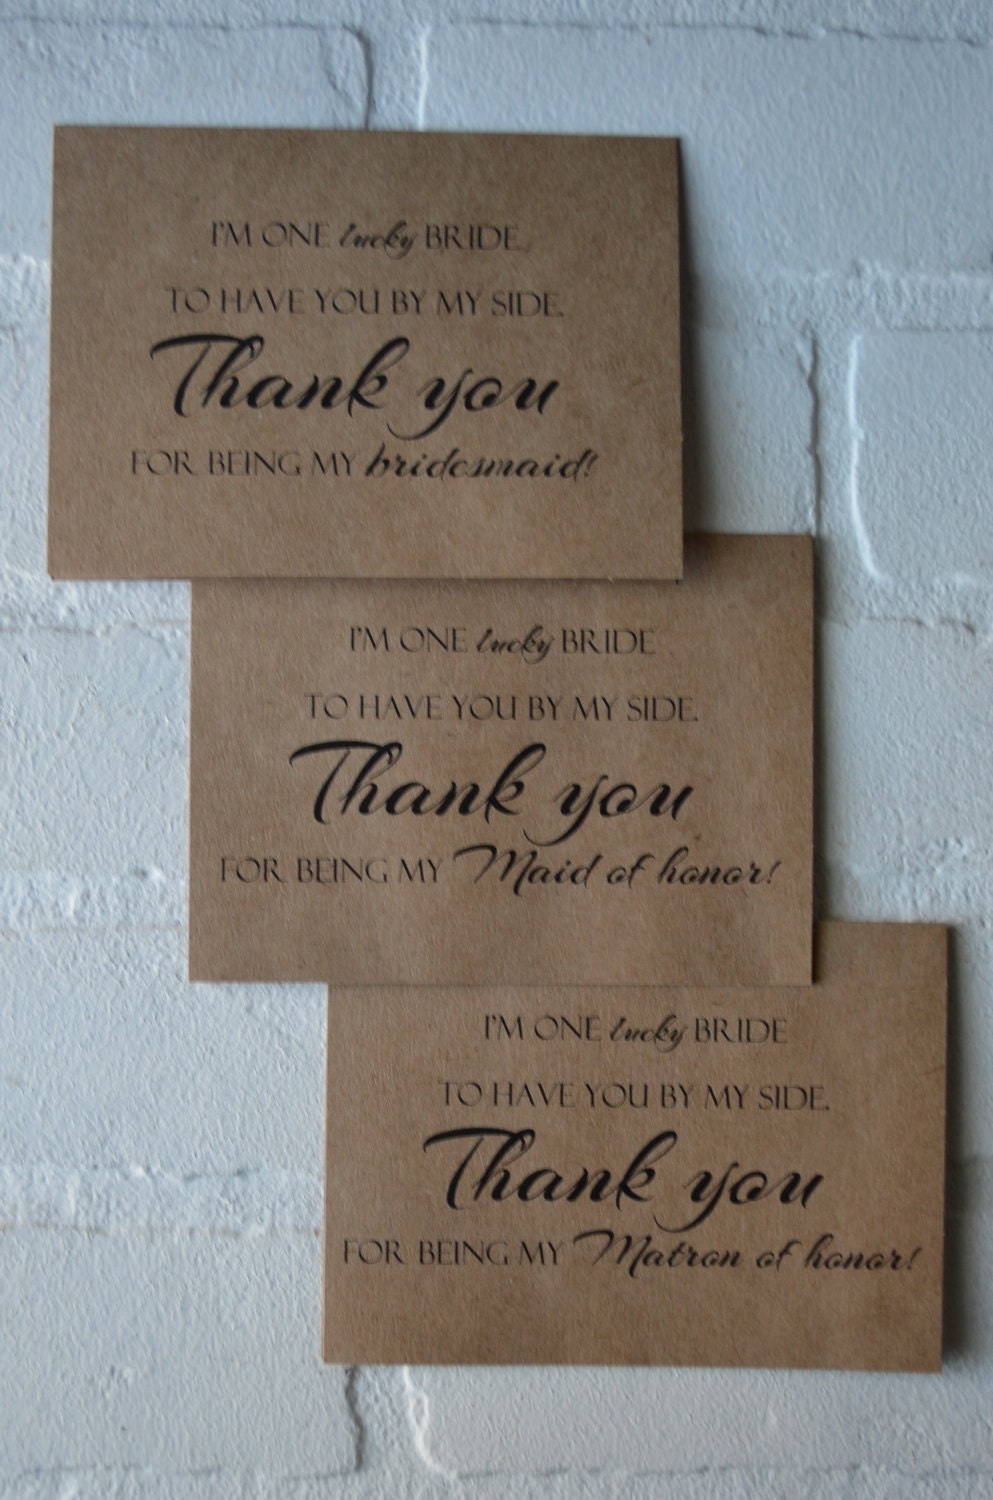 I'M ONE lucky BRIDE
TO HAVE YOU BY MY SIDE.
Thank you
FOR BEING MY bridesmaid!
I'M ONE lucky BRIDE
TO HAVE YOU BY MY SIDE.
Thank you
FOR BEING MY Maid of honor!
I'M ONE lucky BRIDE
TO HAVE YOU BY MY SIDE.
Thank you
FOR BEING MY Matron of honor!